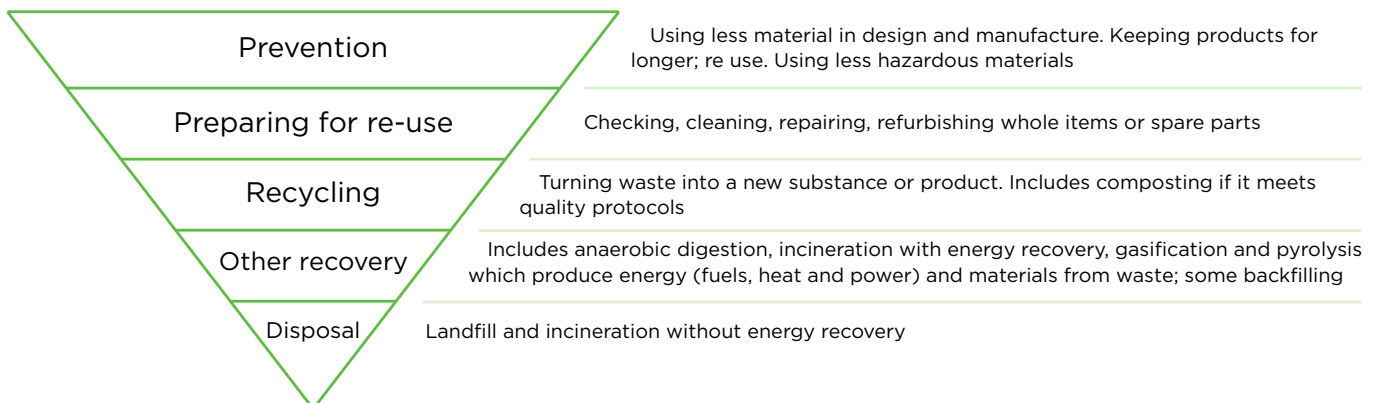 Prevention
Using less material in design and manufacture. Keeping products for
longer; re use. Using less hazardous materials
Preparing for re-use
Checking, cleaning, repairing, refurbishing whole items or spare parts
Recycling
Turning waste into a new substance or product. Includes composting if it meets
quality protocols
Other recovery
Includes anaerobic digestion, incineration with energy recovery, gasification and pyrolysis
which produce energy (fuels, heat and power) and materials from waste; some backfilling
Disposal
Landfill and incineration without energy recovery